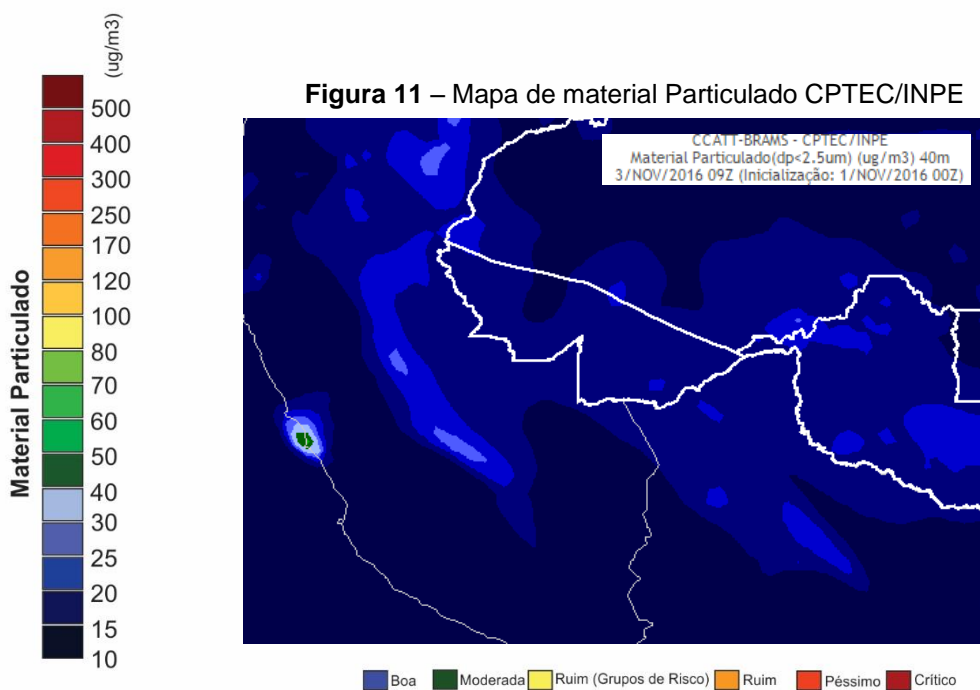 (ug/m3)
Material Particulado
500
400
300
250
170
120
100
80
70
60
50
40
30
25
20
15
10
Figura 11 – Mapa de material Particulado CPTEC/INPE
CCATT-BRAMS - CPTEC/INPE
Material Particulado(dp<2.5um) (ug/m3) 40m
3/NOV/2016 09Z (Inicialização: 1/NOV/2016 00Z)
Boa Moderada Ruim (Grupos de Risco) Ruim Péssimo Crítico